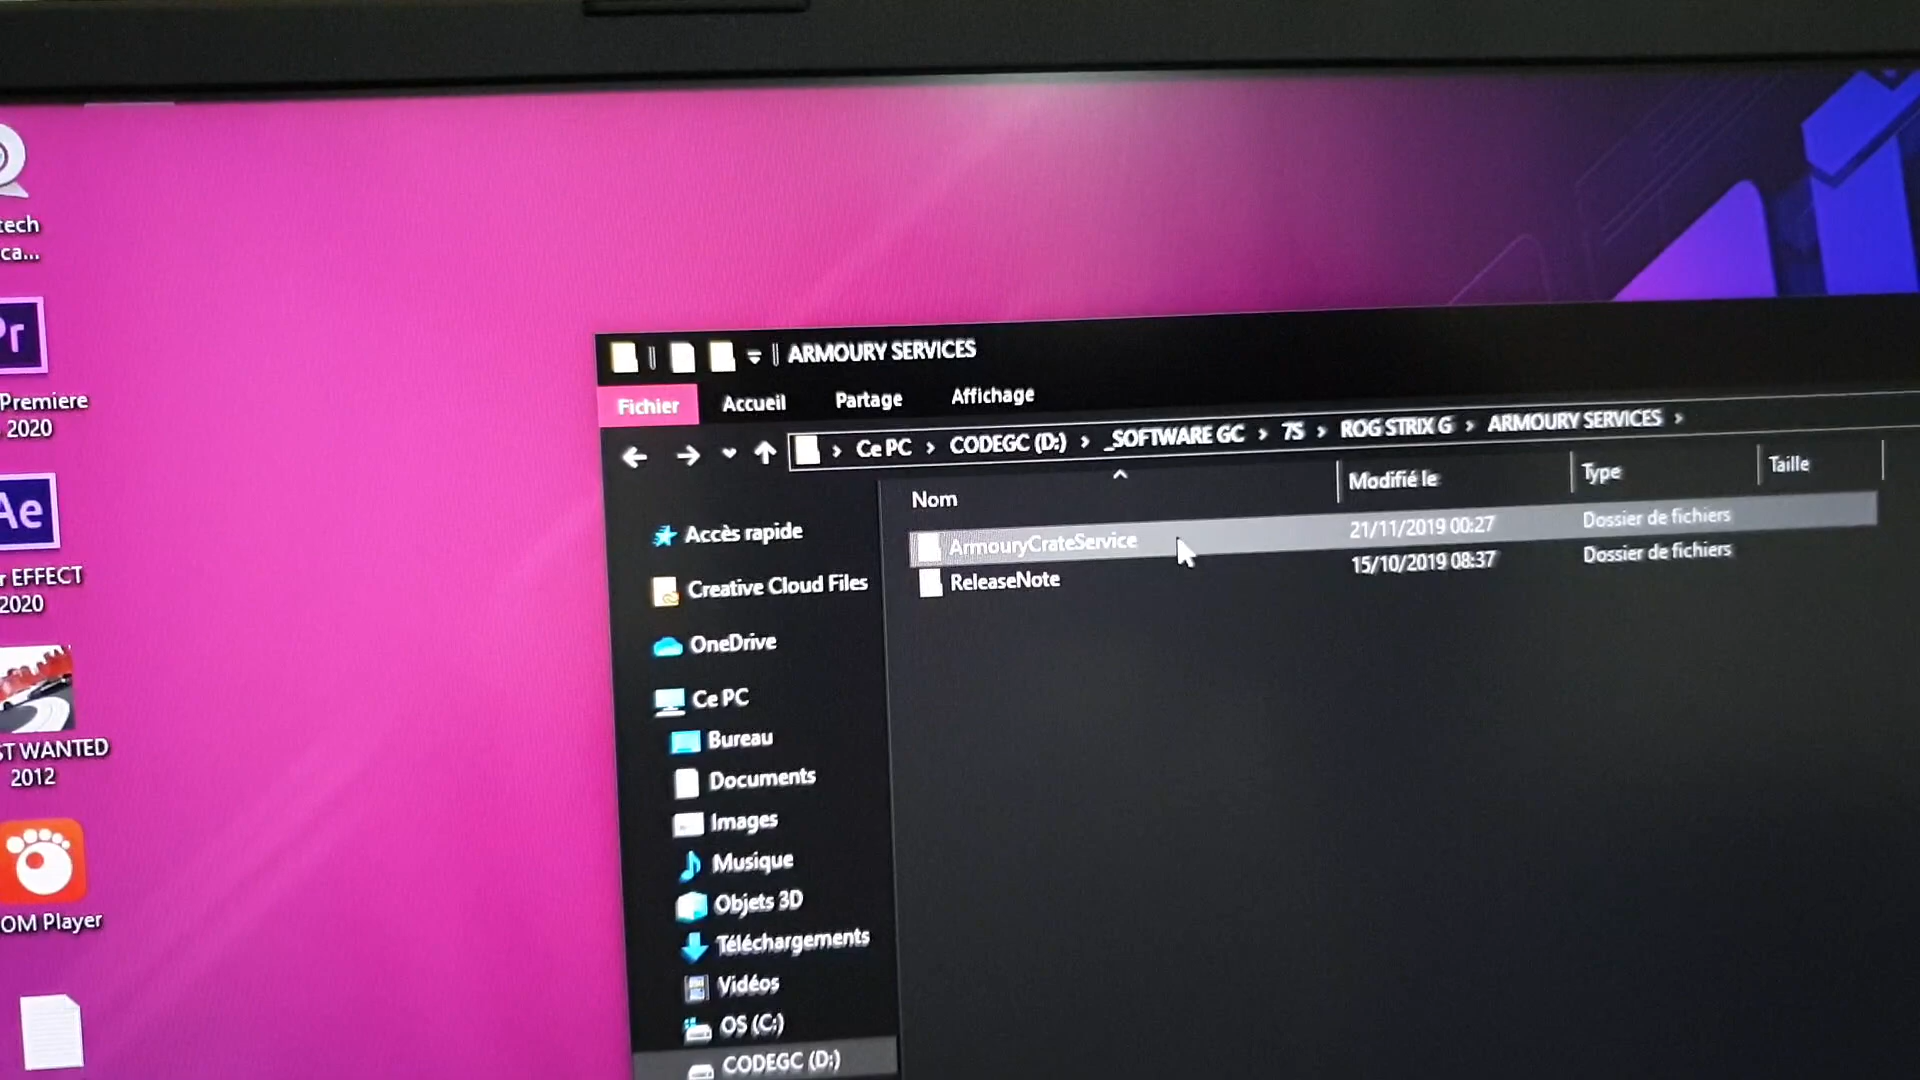 tech
ca...
Pr
Premiere
2020
Ae
r EFFECT
2020
ST WANTED
2012
OM Player
ARMOURY SERVICES
Fichier Accueil Partage Affichage
Ce PC > CODEGC (D:) > _SOFTWARE GC > 7S > ROG STRIX G > ARMOURY SERVICES >
Nom Modifié le Type Taille
ArmouryCrateService 21/11/2019 00:27 Dossier de fichiers
ReleaseNote 15/10/2019 08:37 Dossier de fichiers
Accès rapide
Creative Cloud Files
OneDrive
Ce PC
Bureau
Documents
Images
Musique
Objets 3D
Téléchargements
Vidéos
OS (C:)
CODEGC (D:)